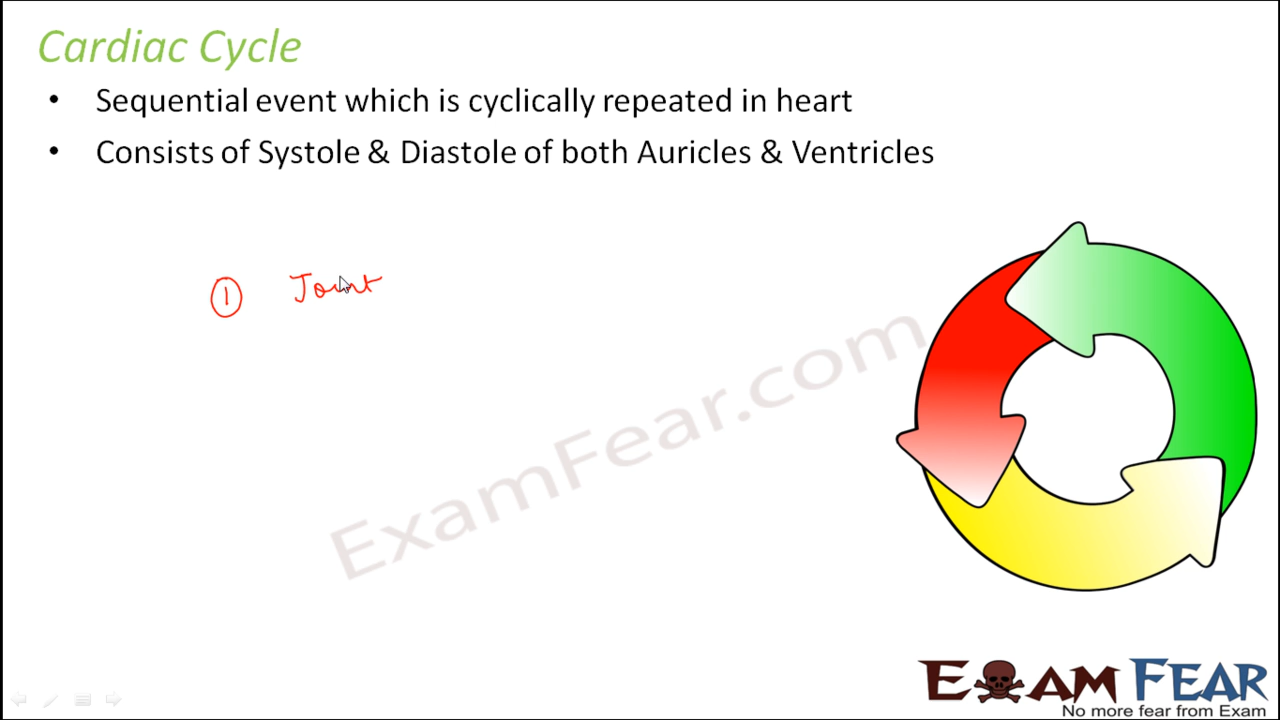 Cardiac Cycle
• Sequential event which is cyclically repeated in heart
• Consists of Systole & Diastole of both Auricles & Ventricles
① Joint
ExamFear.com
EXAM FEAR
No more fear from Exam